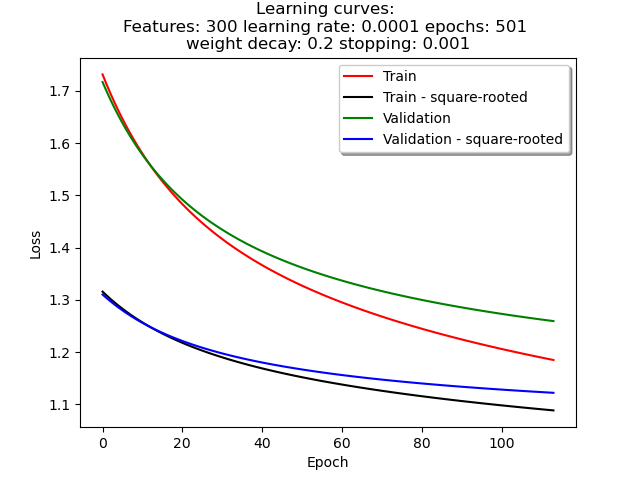 Learning curves:
Features: 300 learning rate: 0.0001 epochs: 501
weight decay: 0.2 stopping: 0.001
Train
Train - square-rooted
Validation
Validation - square-rooted
Loss
1.7
1.6
1.5
1.4
1.3
1.2
1.1
0 20 40 60 80 100
Epoch